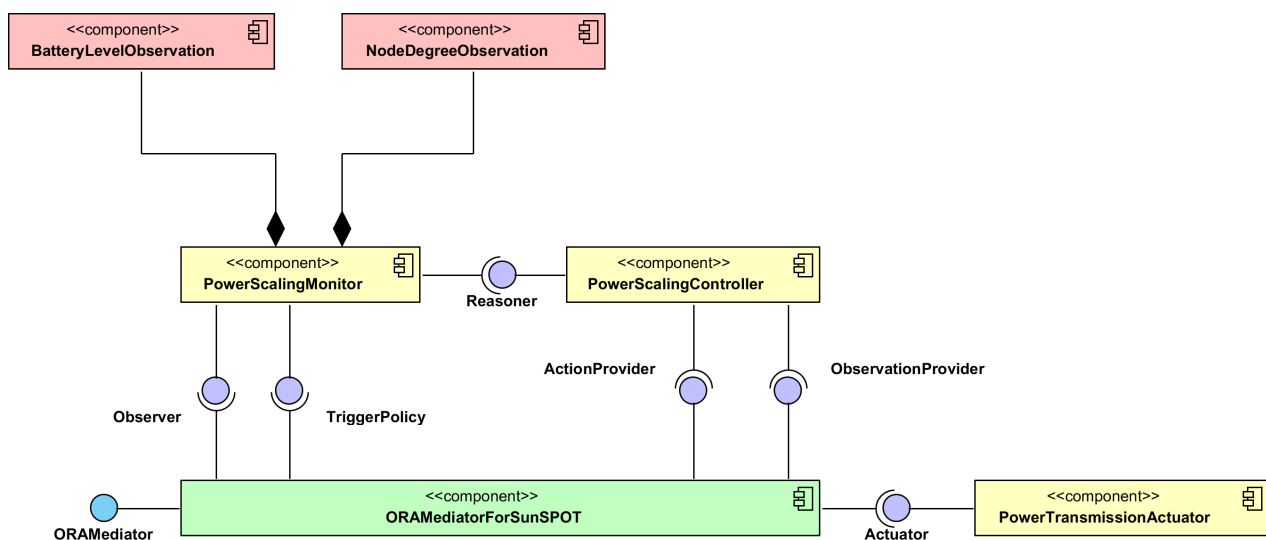 <<component>>
BatteryLevelObservation
<<component>>
NodeDegreeObservation
<<component>>
PowerScalingMonitor
Reasoner
<<component>>
PowerScalingController
ActionProvider
ObservationProvider
Observer
TriggerPolicy
<<component>>
ORAMediatorForSunSPOT
<<component>>
PowerTransmissionActuator
ORAMediator
Actuator